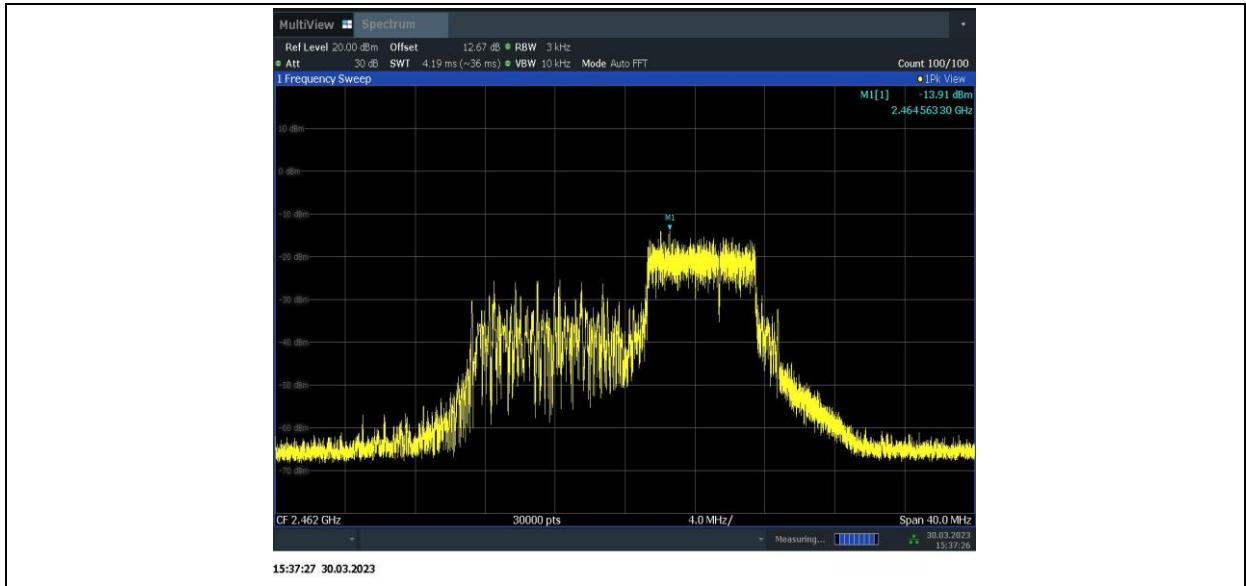 MultiView Spectrum
Ref Level 20.00 dBm Offset 12.67 dB RBW 3 kHz
Att 30 dB SWT 4.19 ms (~36 ms) VBW 10 kHz Mode Auto FFT Count 100/100
1 Frequency Sweep 1Pk View
M1[1] -13.91 dBm
2.46456330 GHz
10 dBm
0 dBm
-10 dBm
M1
-20 dBm
-30 dBm
-40 dBm
-50 dBm
-60 dBm
-70 dBm
CF 2.462 GHz 30000 pts 4.0 MHz/ Span 40.0 MHz
Measuring... 30.03.2023
15:37:26
15:37:27 30.03.2023